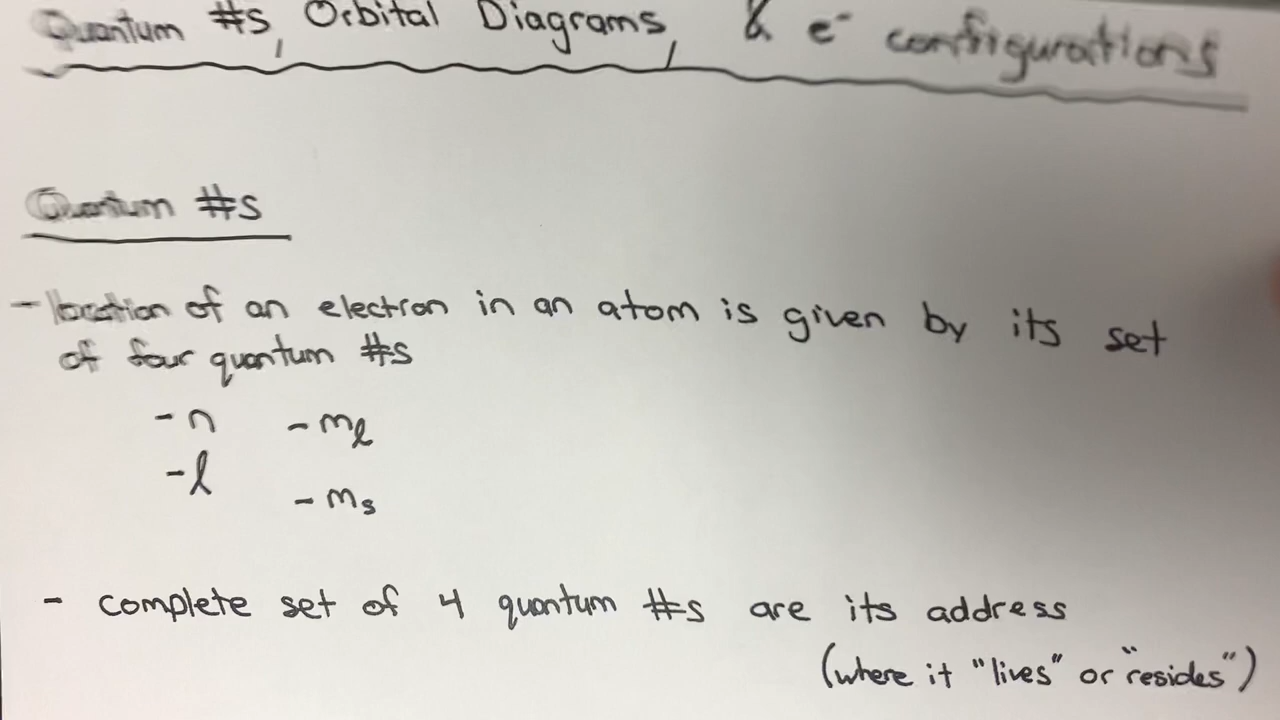 Quantum #s, Orbital Diagrams, & e⁻ configurations
Quantum #s
- location of an electron in an atom is given by its set
of four quantum #s
- n - mℓ
- ℓ
- mₛ
- complete set of 4 quantum #s are its address
(where it "lives" or "resides")